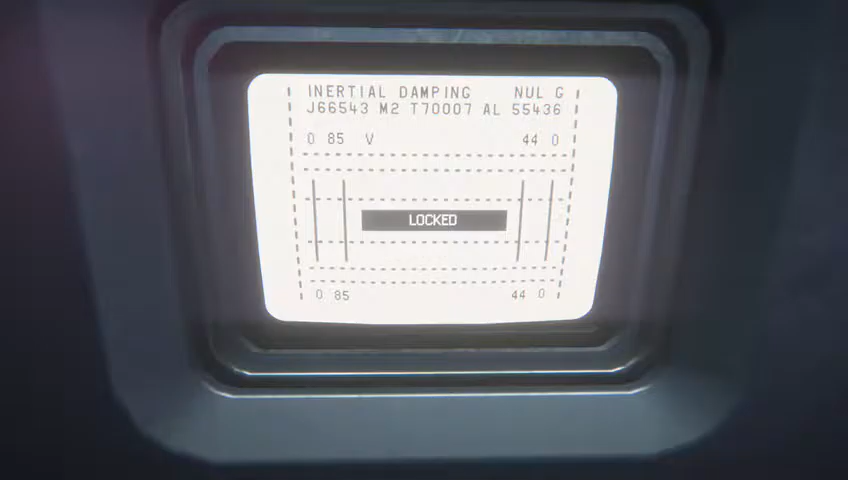 INERTIAL DAMPING NUL G
J66543 M2 T70007 AL 55436
0 85 V 44 0
LOCKED
0 85 44 0